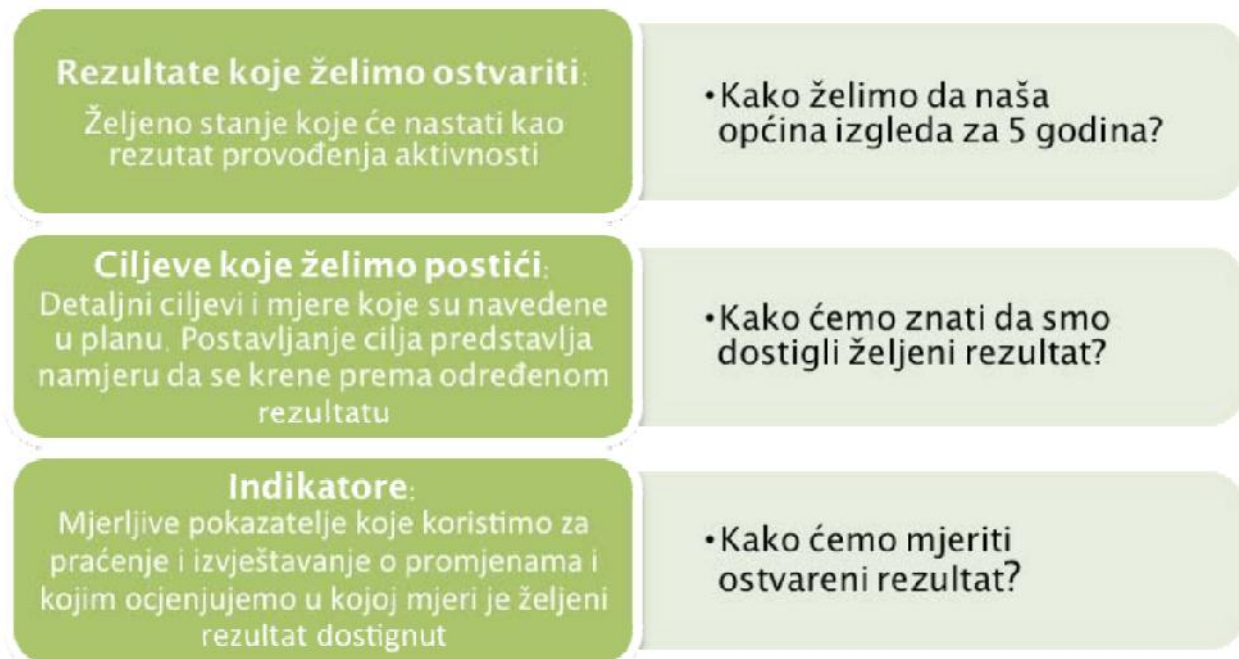 Rezultate koje želimo ostvariti:
Željeno stanje koje će nastati kao
rezutat provođenja aktivnosti
•Kako želimo da naša
općina izgleda za 5 godina?
Ciljeve koje želimo postići:
Detaljni ciljevi i mjere koje su navedene
u planu. Postavljanje cilja predstavlja
namjeru da se krene prema određenom
rezultatu
•Kako ćemo znati da smo
dostigli željeni rezultat?
Indikatore:
Mjerljive pokazatelje koje koristimo za
praćenje i izvještavanje o promjenama i
kojim ocjenjujemo u kojoj mjeri je željeni
rezultat dostignut
•Kako ćemo mjeriti
ostvareni rezultat?